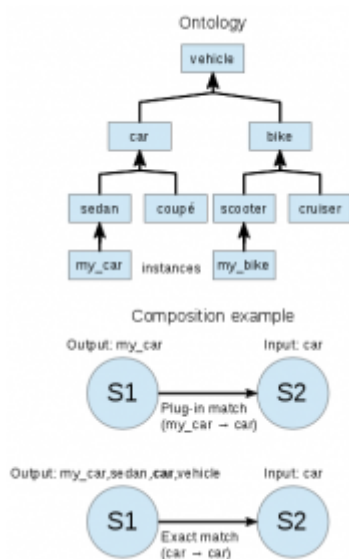 Ontology
vehicle
car bike
sedan coupé scooter cruiser
my_car instances my_bike
Composition example
Output: my_car Input: car
S1 S2
Plug-in match
(my_car → car)
Output: my_car,sedan,car,vehicle Input: car
S1 S2
Exact match
(car → car)